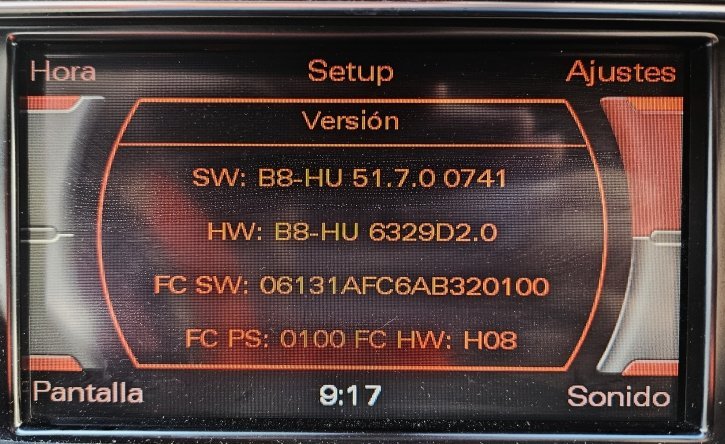 Hora Setup Ajustes
Versión
SW: B8-HU 51.7.0 0741
HW: B8-HU 6329D2.0
FC SW: 06131AFC6AB320100
FC PS: 0100 FC HW: H08
Pantalla 9:17 Sonido